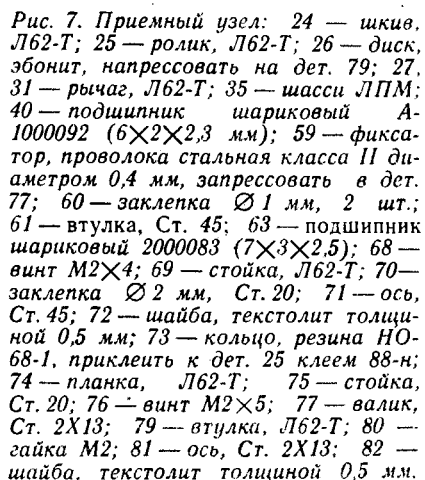 Рис. 7. Приемный узел: 24 — шкив,
Л62-Т; 25 — ролик, Л62-Т; 26 — диск,
эбонит, напрессовать на дет. 79; 27,
31 — рычаг, Л62-Т; 35 — шасси ЛПМ;
40 — подшипник шариковый А-
1000092 (6×2×2,3 мм); 59 — фикса-
тор, проволока стальная класса II ди-
аметром 0,4 мм, запрессовать в дет.
77; 60 — заклепка ∅ 1 мм, 2 шт.;
61 — втулка, Ст. 45; 63 — подшипник
шариковый 2000083 (7×3×2,5); 68 —
винт М2×4; 69 — стойка, Л62-Т; 70—
заклепка ∅ 2 мм, Ст. 20; 71 — ось,
Ст. 45; 72 — шайба, текстолит толщи-
ной 0,5 мм; 73 — кольцо, резина НО-
68-1, приклеить к дет. 25 клеем 88-н;
74 — планка, Л62-Т; 75 — стойка,
Ст. 20; 76 — винт М2×5; 77 — валик,
Ст. 2Х13; 79 — втулка, Л62-Т; 80 —
гайка М2; 81 — ось, Ст. 2Х13; 82 —
шайба, текстолит толщиной 0,5 мм.